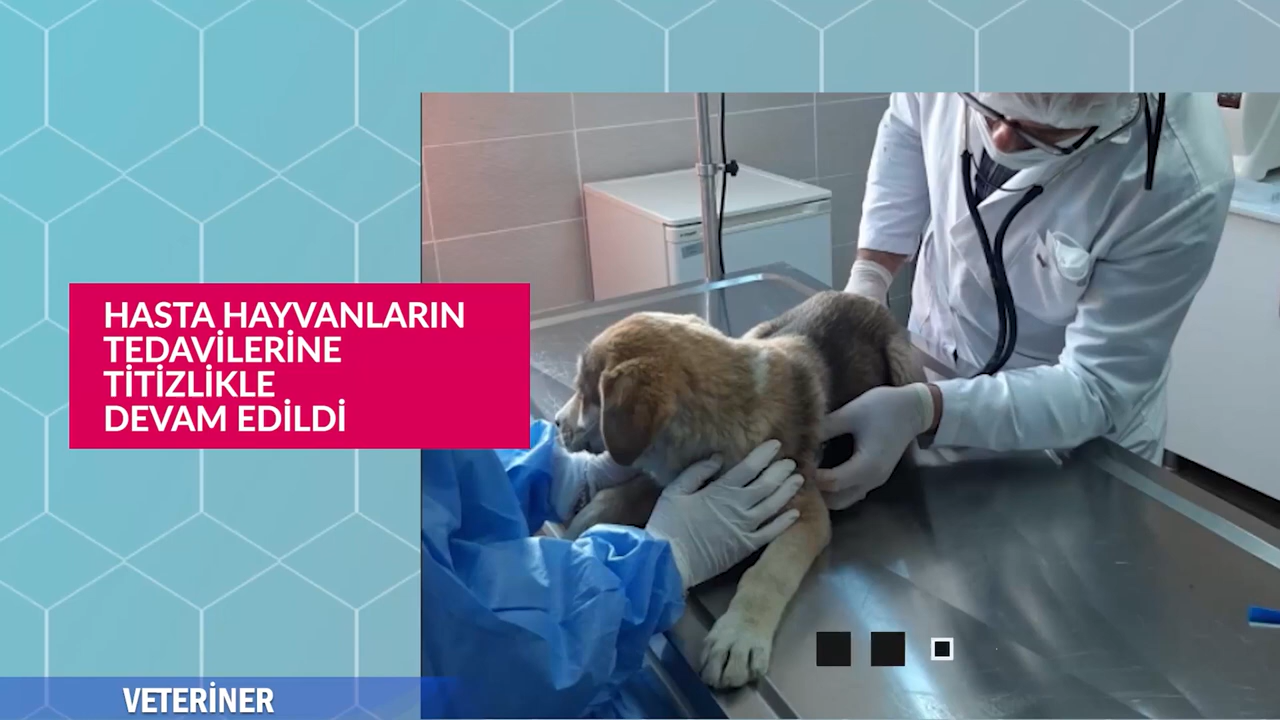 HASTA HAYVANLARIN
TEDAVİLERİNE
TİTİZLİKLE
DEVAM EDİLDİ
VETERİNER